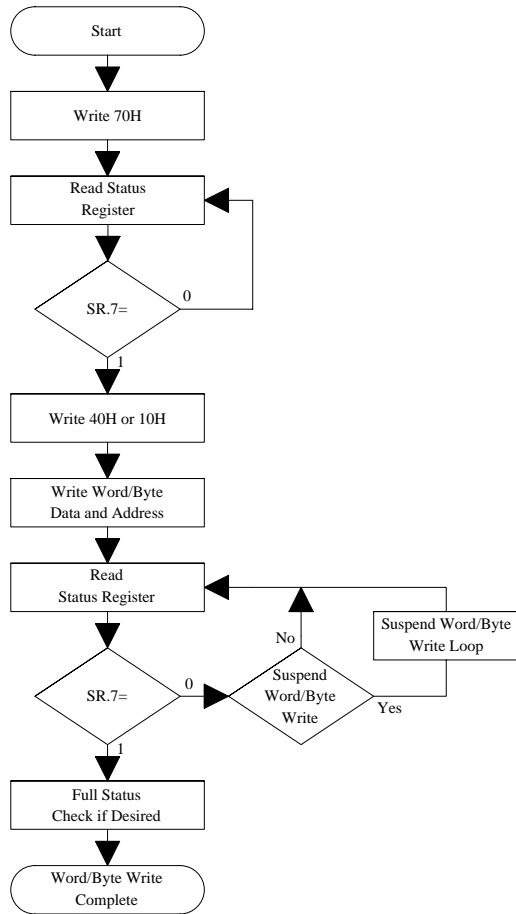 Start
Write 70H
Read Status
Register
SR.7=
0
1
Write 40H or 10H
Write Word/Byte
Data and Address
Read
Status Register
SR.7=
0
1
Suspend
Word/Byte
Write
No
Yes
Suspend Word/Byte
Write Loop
Full Status
Check if Desired
Word/Byte Write
Complete